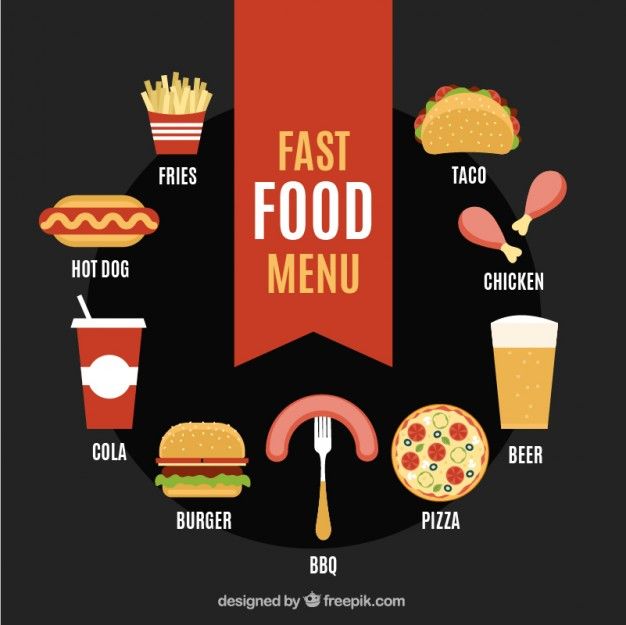 FAST
FOOD
MENU
FRIES
TACO
HOT DOG
CHICKEN
COLA
BEER
BURGER
PIZZA
BBQ
designed by freepik.com